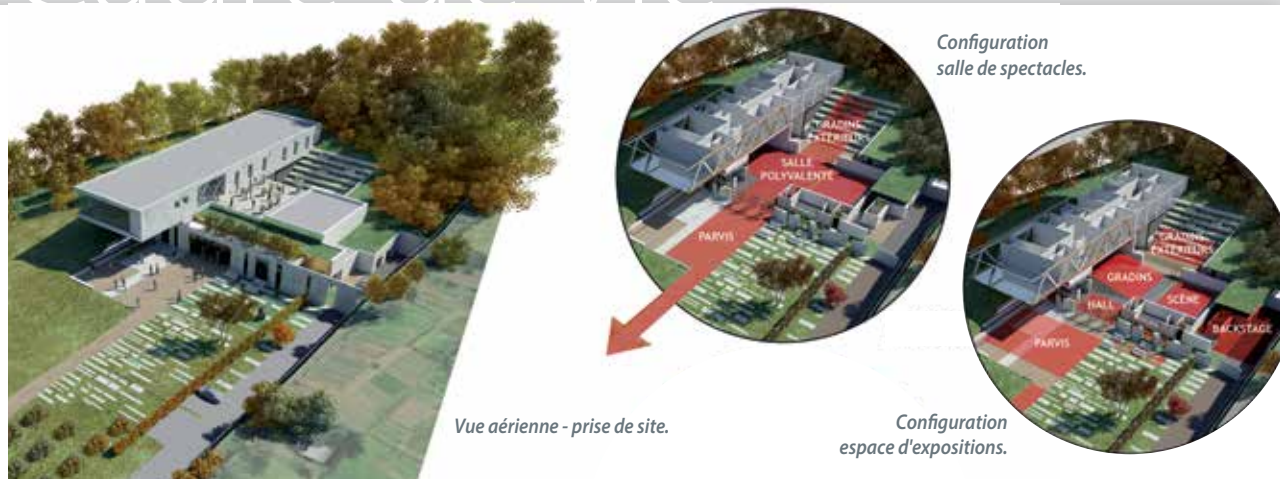 Configuration
salle de spectacles.
GRADINS
EXTÉRIEURS
SALLE
POLYVALENTE
PARVIS
GRADINS
EXTÉRIEURS
GRADINS
SCÈNE
HALL
BACKSTAGE
PARVIS
Vue aérienne - prise de site.
Configuration
espace d'expositions.